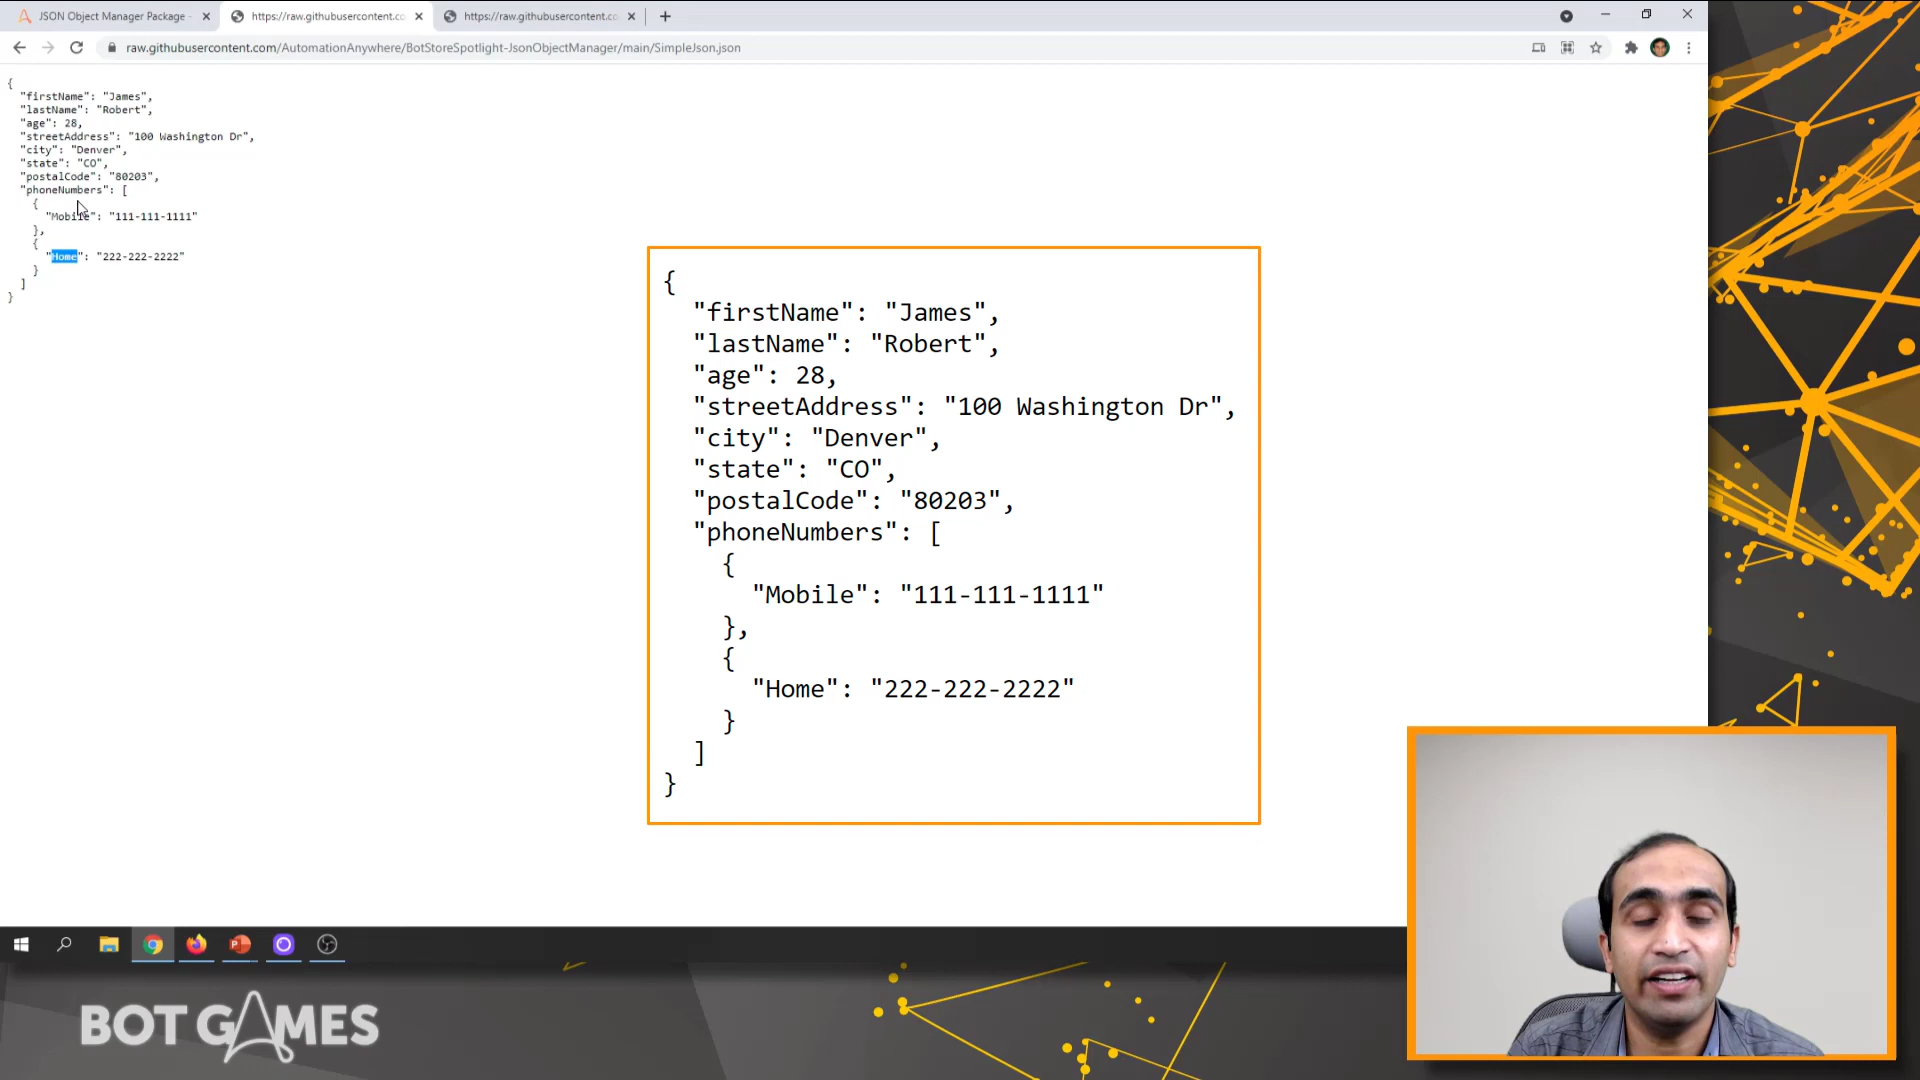 JSON Object Manager Package -
https://raw.githubusercontent.co
https://raw.githubusercontent.co
raw.githubusercontent.com/AutomationAnywhere/BotStoreSpotlight-JsonObjectManager/main/SimpleJson.json
{
"firstName": "James",
"lastName": "Robert",
"age": 28,
"streetAddress": "100 Washington Dr",
"city": "Denver",
"state": "CO",
"postalCode": "80203",
"phoneNumbers": [
{
"Mobile": "111-111-1111"
},
{
"Home": "222-222-2222"
}
]
}
{
"firstName": "James",
"lastName": "Robert",
"age": 28,
"streetAddress": "100 Washington Dr",
"city": "Denver",
"state": "CO",
"postalCode": "80203",
"phoneNumbers": [
{
"Mobile": "111-111-1111"
},
{
"Home": "222-222-2222"
}
]
}
BOT GAMES